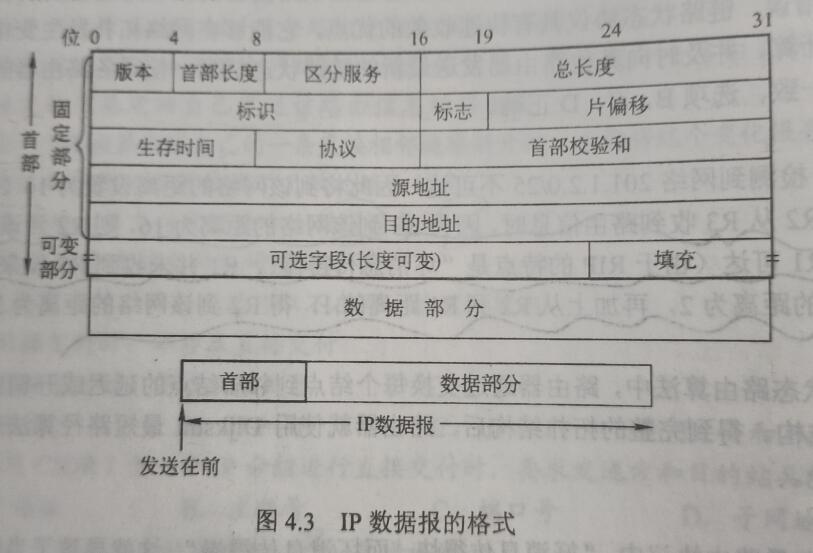 位 0 4 8 16 19 24 31
版本 首部长度 区分服务 总长度
标识 标志 片偏移
生存时间 协议 首部校验和
源地址
目的地址
可选字段(长度可变) 填充
数据部分
首部
固定部分
可变部分
首部 数据部分
IP数据报
发送在前
图 4.3 IP 数据报的格式